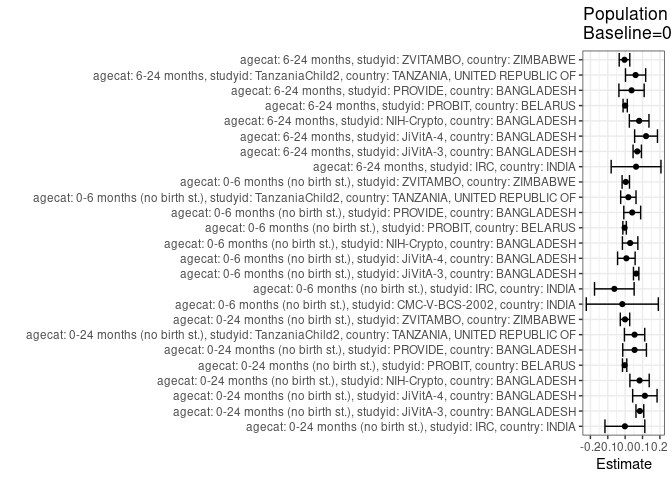 Population
Baseline=0
agecat: 6-24 months, studyid: ZVITAMBO, country: ZIMBABWE
agecat: 6-24 months, studyid: TanzaniaChild2, country: TANZANIA, UNITED REPUBLIC OF
agecat: 6-24 months, studyid: PROVIDE, country: BANGLADESH
agecat: 6-24 months, studyid: PROBIT, country: BELARUS
agecat: 6-24 months, studyid: NIH-Crypto, country: BANGLADESH
agecat: 6-24 months, studyid: JiVitA-4, country: BANGLADESH
agecat: 6-24 months, studyid: JiVitA-3, country: BANGLADESH
agecat: 6-24 months, studyid: IRC, country: INDIA
agecat: 0-6 months (no birth st.), studyid: ZVITAMBO, country: ZIMBABWE
agecat: 0-6 months (no birth st.), studyid: TanzaniaChild2, country: TANZANIA, UNITED REPUBLIC OF
agecat: 0-6 months (no birth st.), studyid: PROVIDE, country: BANGLADESH
agecat: 0-6 months (no birth st.), studyid: PROBIT, country: BELARUS
agecat: 0-6 months (no birth st.), studyid: NIH-Crypto, country: BANGLADESH
agecat: 0-6 months (no birth st.), studyid: JiVitA-4, country: BANGLADESH
agecat: 0-6 months (no birth st.), studyid: JiVitA-3, country: BANGLADESH
agecat: 0-6 months (no birth st.), studyid: IRC, country: INDIA
agecat: 0-6 months (no birth st.), studyid: CMC-V-BCS-2002, country: INDIA
agecat: 0-24 months (no birth st.), studyid: ZVITAMBO, country: ZIMBABWE
agecat: 0-24 months (no birth st.), studyid: TanzaniaChild2, country: TANZANIA, UNITED REPUBLIC OF
agecat: 0-24 months (no birth st.), studyid: PROVIDE, country: BANGLADESH
agecat: 0-24 months (no birth st.), studyid: PROBIT, country: BELARUS
agecat: 0-24 months (no birth st.), studyid: NIH-Crypto, country: BANGLADESH
agecat: 0-24 months (no birth st.), studyid: JiVitA-4, country: BANGLADESH
agecat: 0-24 months (no birth st.), studyid: JiVitA-3, country: BANGLADESH
agecat: 0-24 months (no birth st.), studyid: IRC, country: INDIA
-0.2 -0.1 0.0 0.1 0.2
Estimate